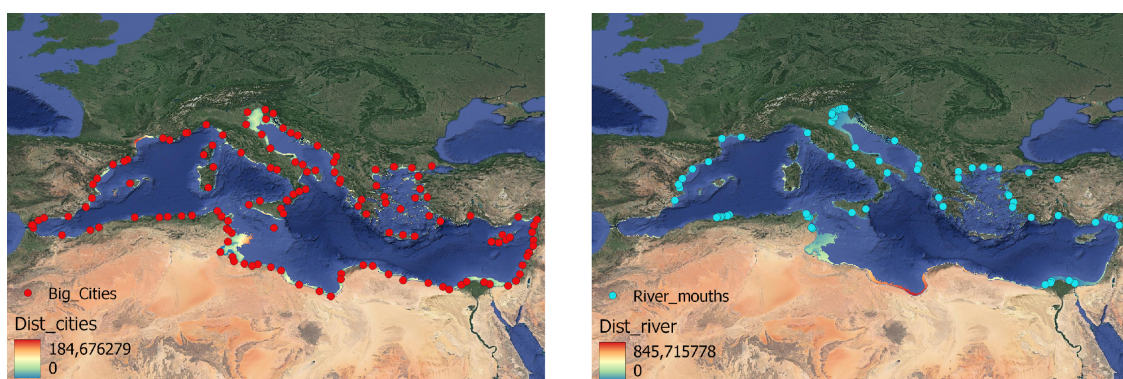 Big_Cities
Dist_cities
184,676279
0
River_mouths
Dist_river
845,715778
0